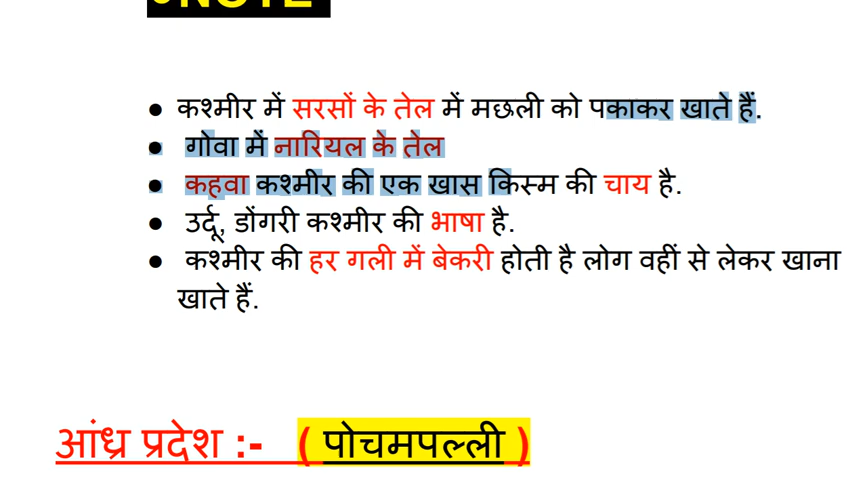 ● कश्मीर में सरसों के तेल में मछली को पकाकर खाते हैं.
● गोवा में नारियल के तेल
● कहवा कश्मीर की एक खास किस्म की चाय है.
● उर्दू, डोंगरी कश्मीर की भाषा है.
● कश्मीर की हर गली में बेकरी होती है लोग वहीं से लेकर खाना
खाते हैं.
आंध्र प्रदेश :- ( पोचमपल्ली )